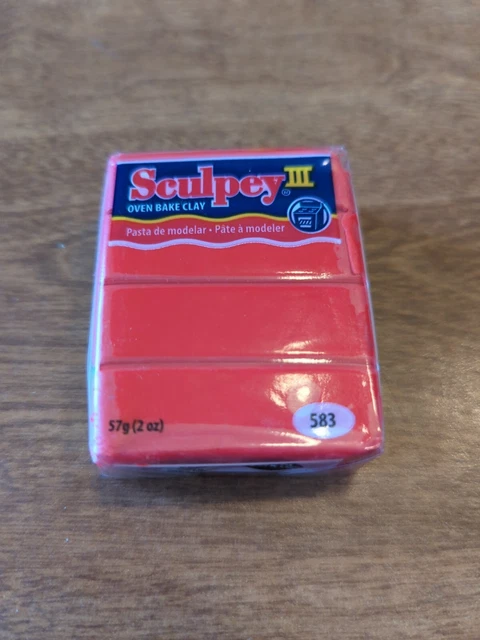 Sculpey III
OVEN BAKE CLAY
Pasta de modelar • Pâte à modeler
57g (2 oz)
583